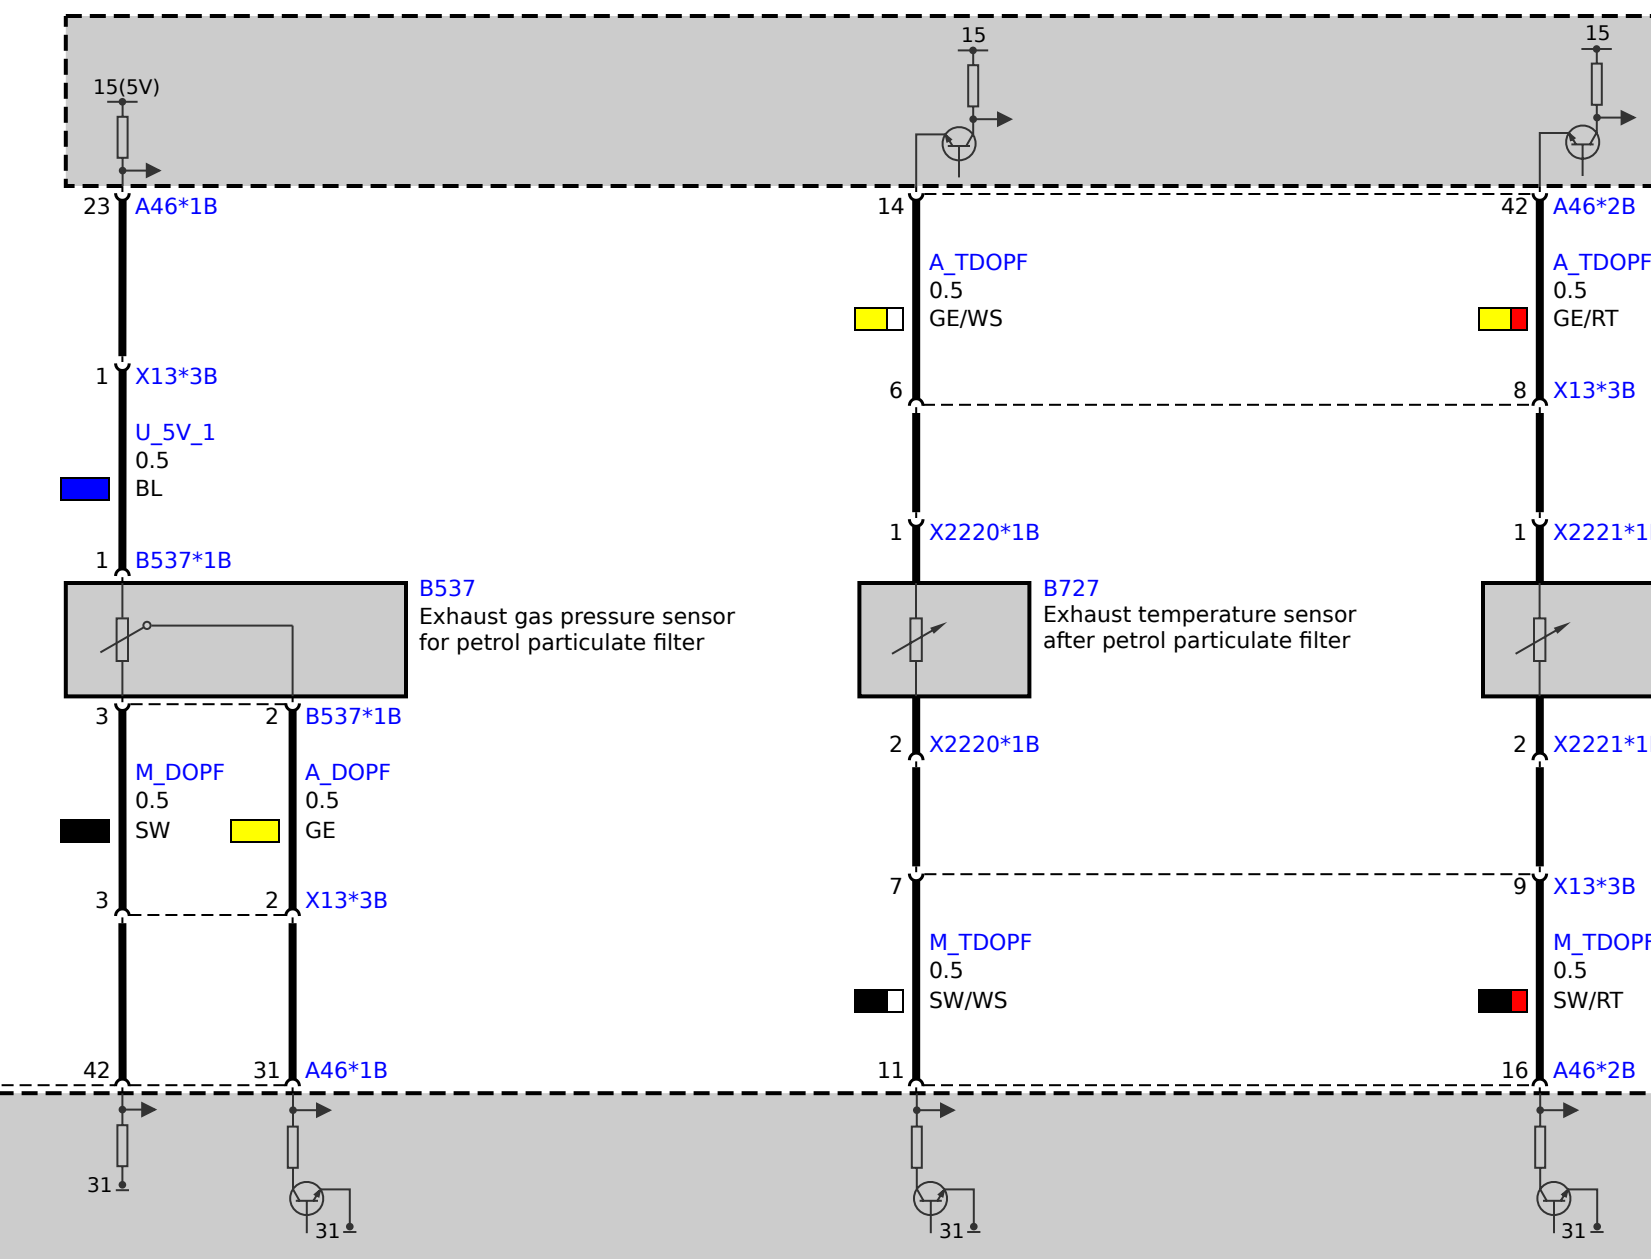 15
15
15(5V)
23 A46*1B
14
42 A46*2B
A_TDOPF
0.5
GE/WS
A_TDOPF
0.5
GE/RT
1 X13*3B
6
8 X13*3B
U_5V_1
0.5
BL
1 X2220*1B
1 X2221*1
1 B537*1B
B537
Exhaust gas pressure sensor
for petrol particulate filter
B727
Exhaust temperature sensor
after petrol particulate filter
3
2 B537*1B
2 X2220*1B
2 X2221*1
M_DOPF
0.5
SW
A_DOPF
0.5
GE
3
2 X13*3B
7
9 X13*3B
M_TDOPF
0.5
SW/WS
M_TDOPF
0.5
SW/RT
42
31 A46*1B
11
16 A46*2B
31
31
31
31